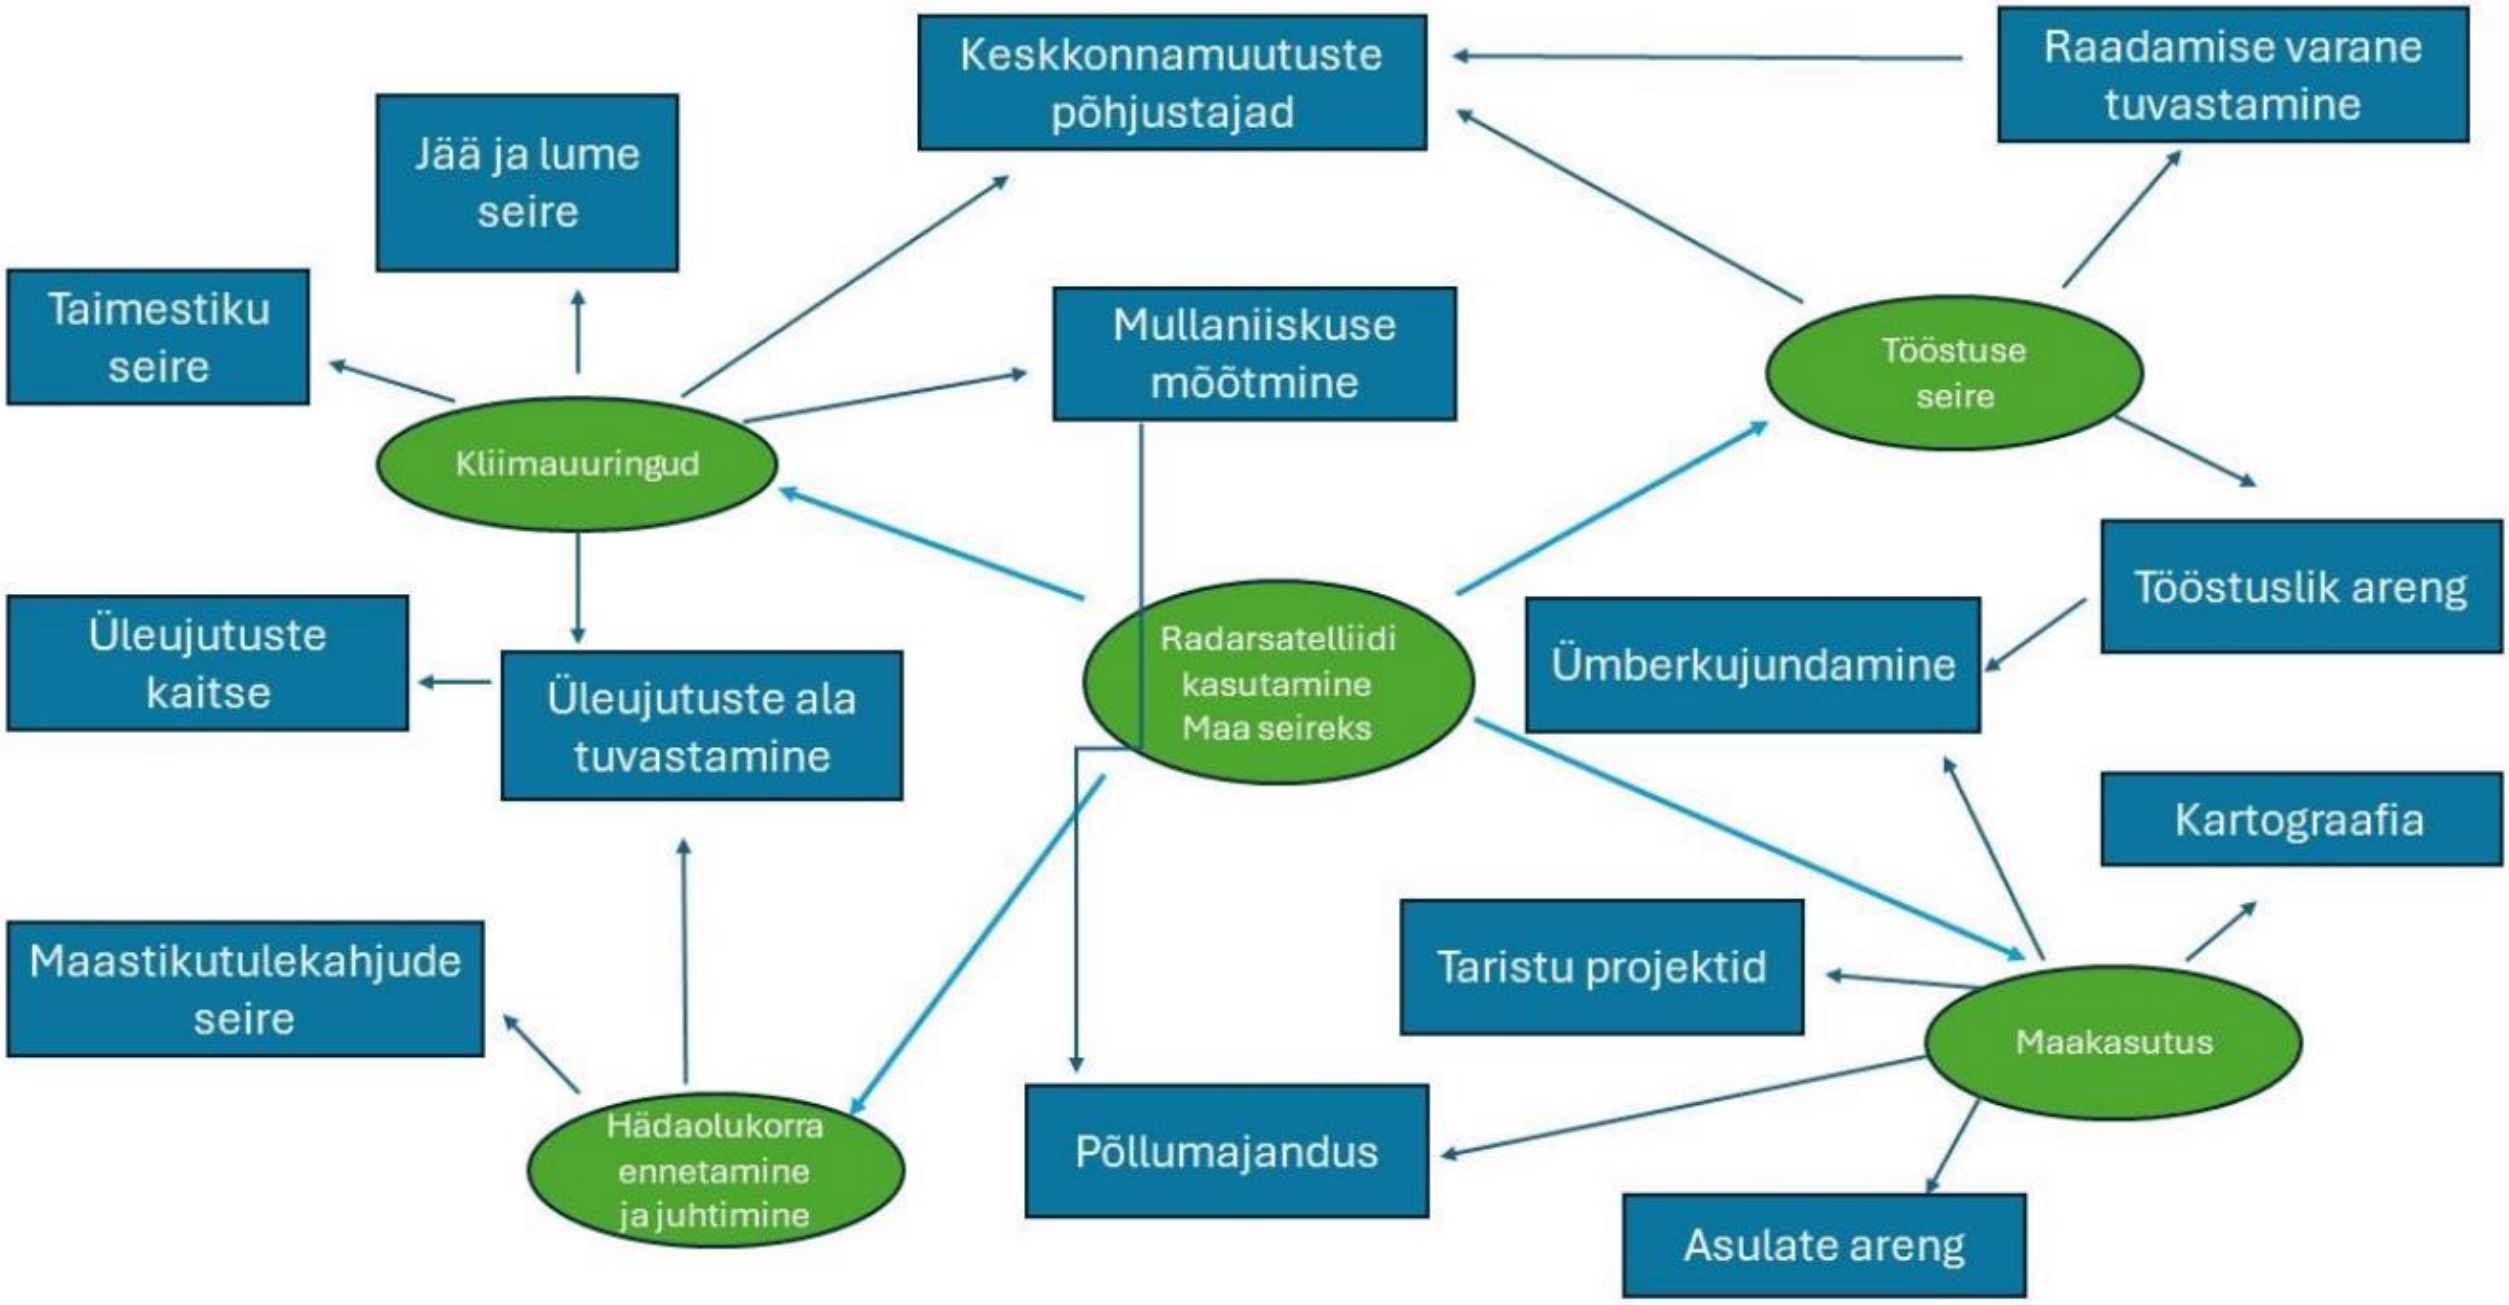 Keskkonnamuutuste
põhjustajad
Raadamise varane
tuvastamine
Jää ja lume
seire
Taimestiku
seire
Mullaniiskuse
mõõtmine
Tööstuse
seire
Kliimauuringud
Tööstuslik areng
Üleujutuste
kaitse
Üleujutuste ala
tuvastamine
Radarsatelliidi
kasutamine
Maa seireks
Ümberkujundamine
Kartograafia
Taristu projektid
Maastikutulekahjude
seire
Maakasutus
Hädaolukorra
ennetamine
ja juhtimine
Põllumajandus
Asulate areng